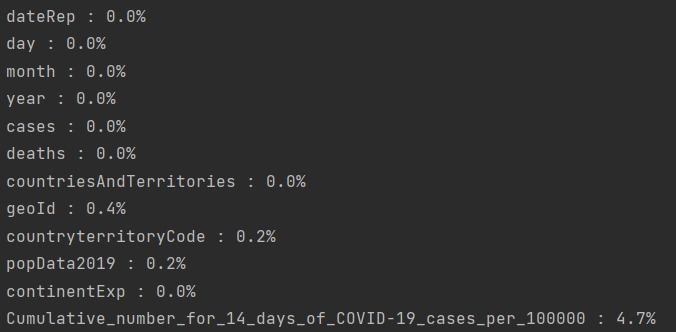 dateRep : 0.0%
day : 0.0%
month : 0.0%
year : 0.0%
cases : 0.0%
deaths : 0.0%
countriesAndTerritories : 0.0%
geoId : 0.4%
countryterritoryCode : 0.2%
popData2019 : 0.2%
continentExp : 0.0%
Cumulative_number_for_14_days_of_COVID-19_cases_per_100000 : 4.7%